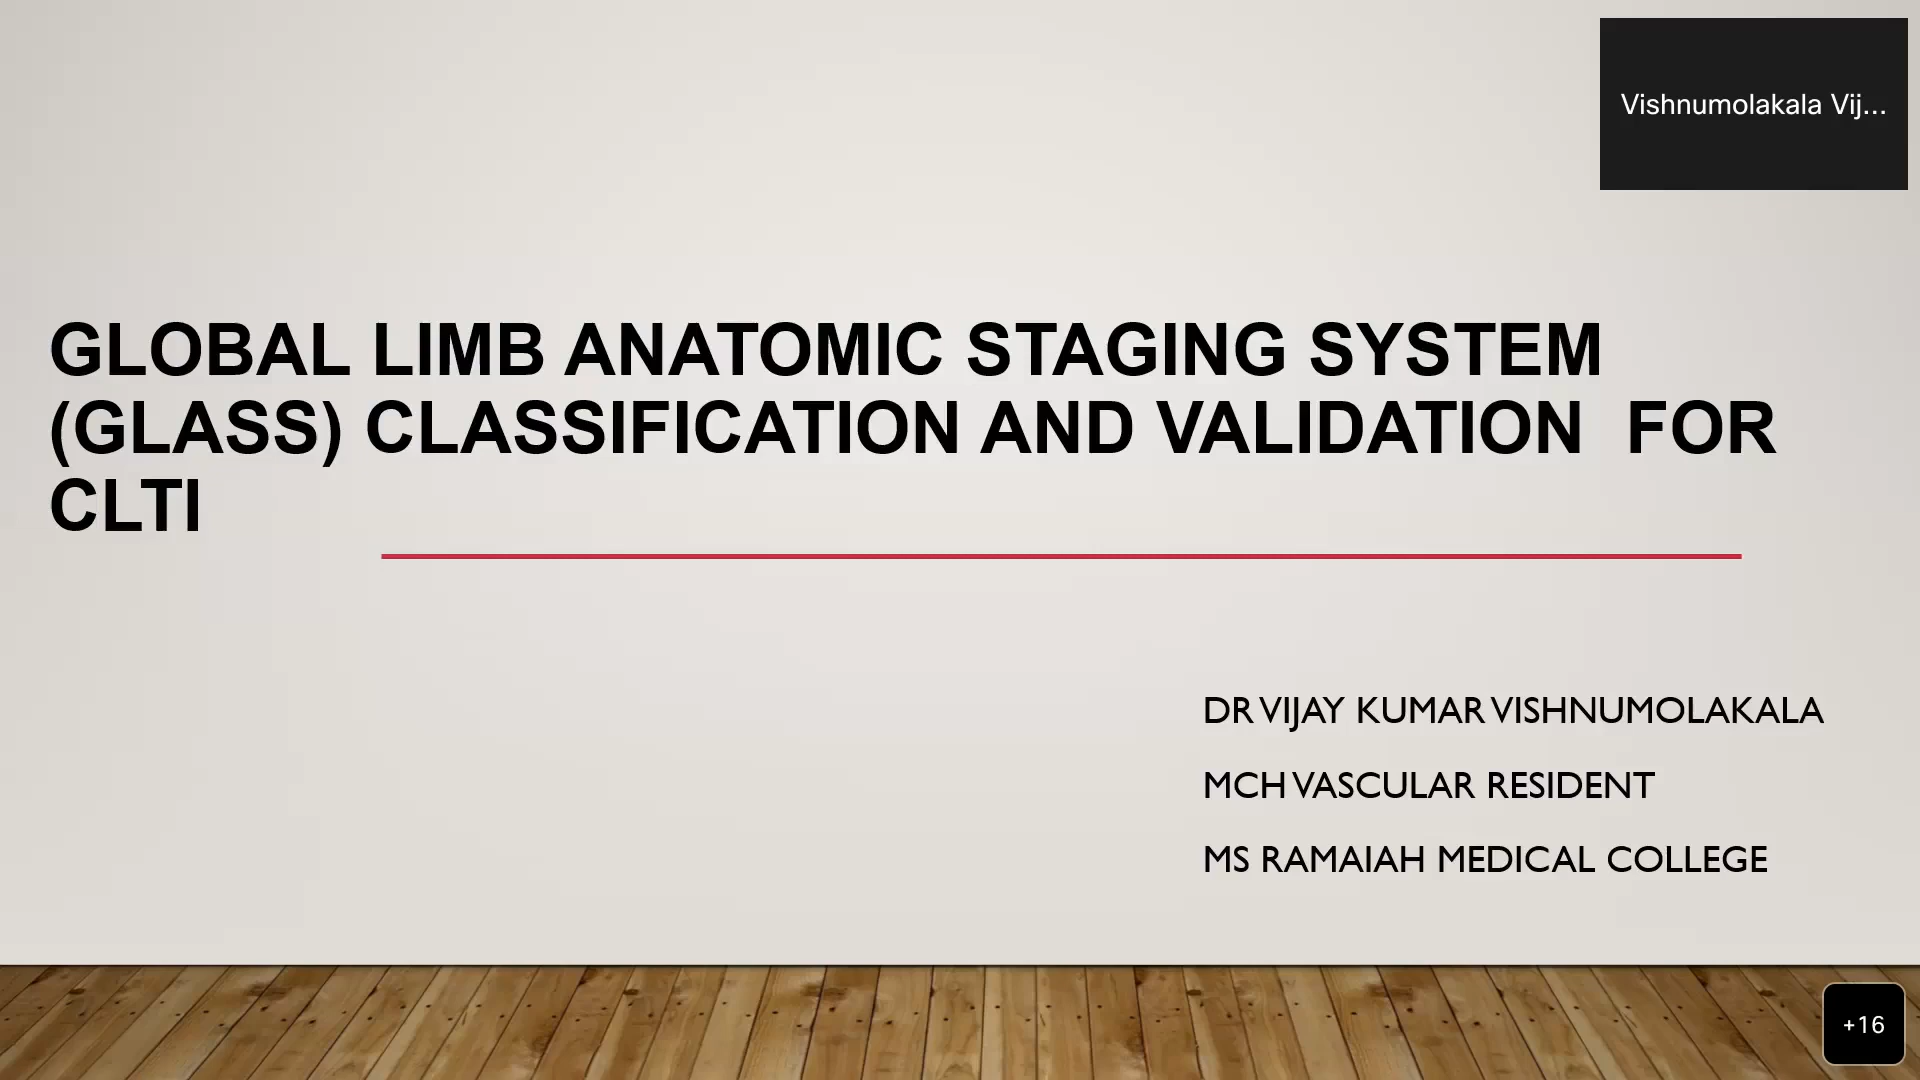 Vishnumolakala Vij...
GLOBAL LIMB ANATOMIC STAGING SYSTEM
(GLASS) CLASSIFICATION AND VALIDATION  FOR
CLTI
DR VIJAY KUMAR VISHNUMOLAKALA
MCH VASCULAR RESIDENT
MS RAMAIAH MEDICAL COLLEGE
+16